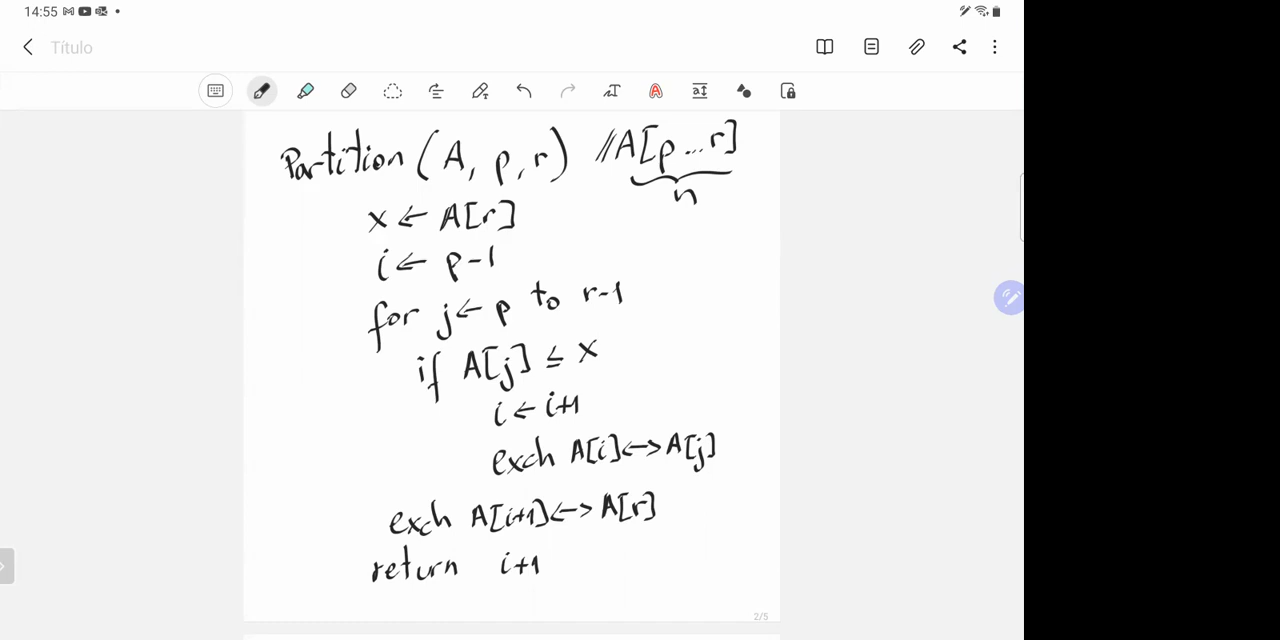 14:55
Título
Partition (A, p, r) //A[p...r]
n
x ← A[r]
i ← p-1
for j ← p to r-1
if A[j] ≤ x
i ← i+1
exch A[i] ↔ A[j]
exch A[i+1] ↔ A[r]
return i+1
2/5